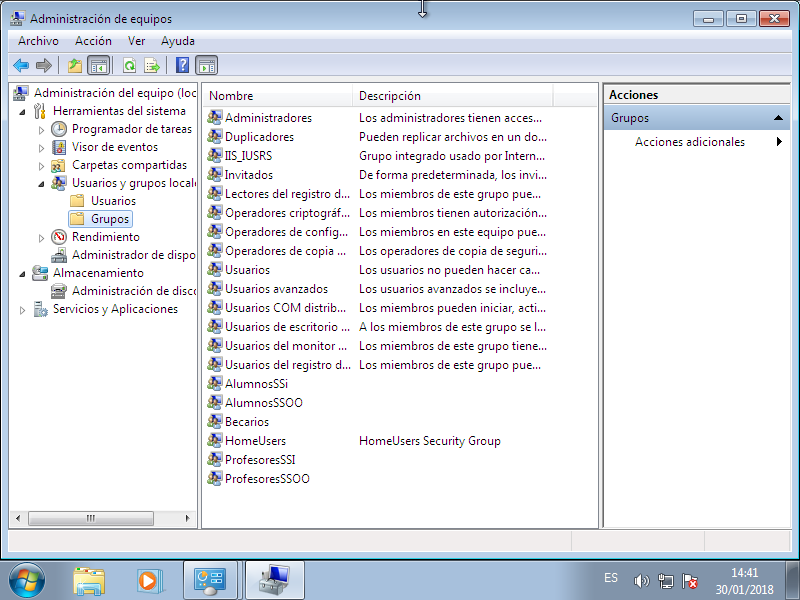 Administración de equipos
Archivo Acción Ver Ayuda
Administración del equipo (loc
Herramientas del sistema
Programador de tareas
Visor de eventos
Carpetas compartidas
Usuarios y grupos locale
Usuarios
Grupos
Rendimiento
Administrador de dispo
Almacenamiento
Administración de disco
Servicios y Aplicaciones
Nombre Descripción
Administradores Los administradores tienen acces...
Duplicadores Pueden replicar archivos en un do...
IIS_IUSRS Grupo integrado usado por Intern...
Invitados De forma predeterminada, los invi...
Lectores del registro d... Los miembros de este grupo pue...
Operadores criptográf... Los miembros tienen autorización...
Operadores de config... Los miembros en este equipo pue...
Operadores de copia ... Los operadores de copia de seguri...
Usuarios Los usuarios no pueden hacer ca...
Usuarios avanzados Los usuarios avanzados se incluye...
Usuarios COM distrib... Los miembros pueden iniciar, acti...
Usuarios de escritorio ... A los miembros de este grupo se l...
Usuarios del monitor ... Los miembros de este grupo tiene...
Usuarios del registro d... Los miembros de este grupo pue...
AlumnosSSi
AlumnosSSOO
Becarios
HomeUsers HomeUsers Security Group
ProfesoresSSI
ProfesoresSSOO
Acciones
Grupos
Acciones adicionales
ES
14:41
30/01/2018